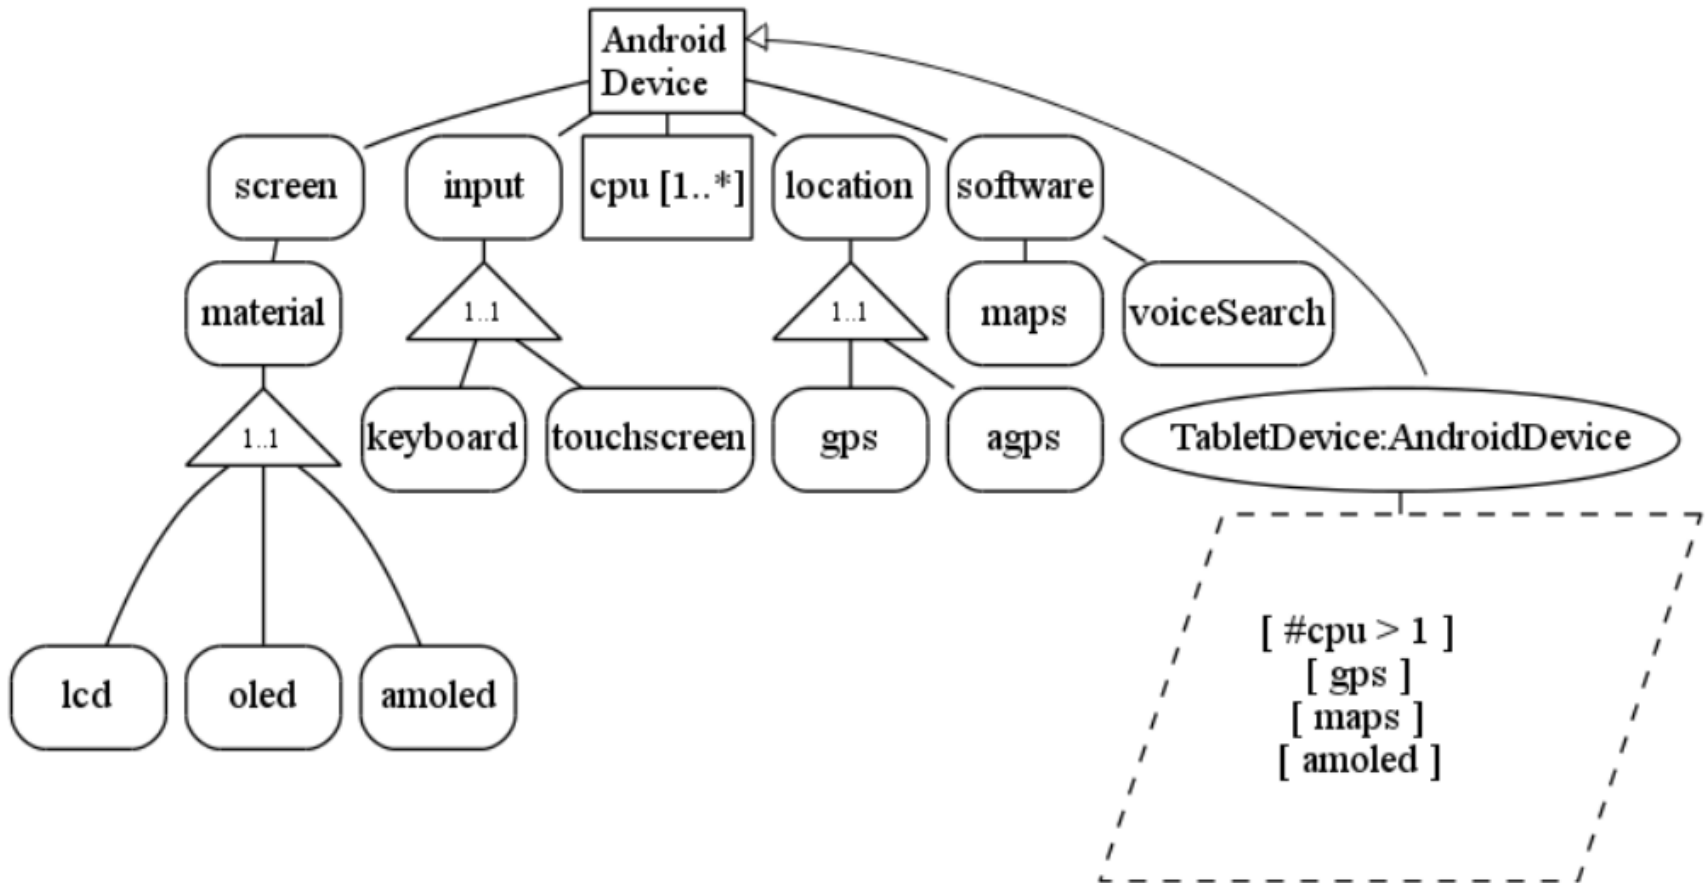 Android
Device
screen
input
cpu [1..*]
location
software
material
1..1
1..1
maps
voiceSearch
1..1
keyboard
touchscreen
gps
agps
TabletDevice:AndroidDevice
[ #cpu > 1 ]
[ gps ]
[ maps ]
[ amoled ]
lcd
oled
amoled